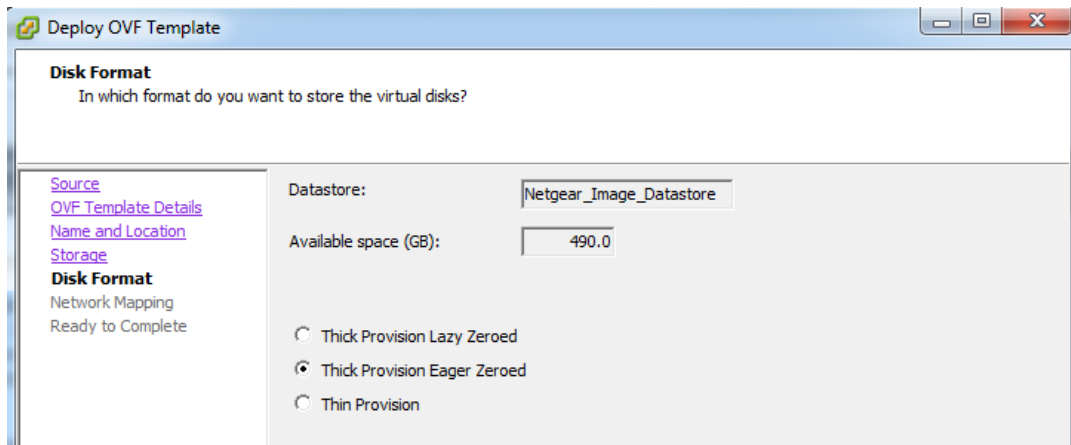 Deploy OVF Template
Disk Format
In which format do you want to store the virtual disks?
Source
OVF Template Details
Name and Location
Storage
Disk Format
Network Mapping
Ready to Complete
Datastore: Netgear_Image_Datastore
Available space (GB): 490.0
Thick Provision Lazy Zeroed
Thick Provision Eager Zeroed
Thin Provision